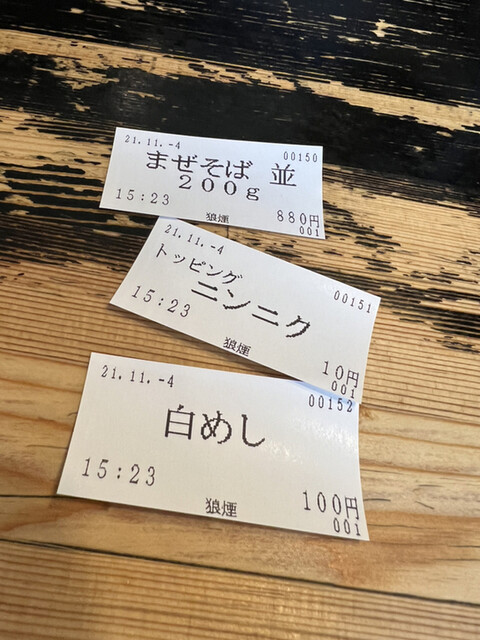 21.11.-4 00150
まぜそば 並
200g
15:23 狼煙 880円
001
21.11.-4 00151
トッピング
ニンニク
15:23 狼煙 10円
001
21.11.-4 00152
白めし
15:23 狼煙 100円
001